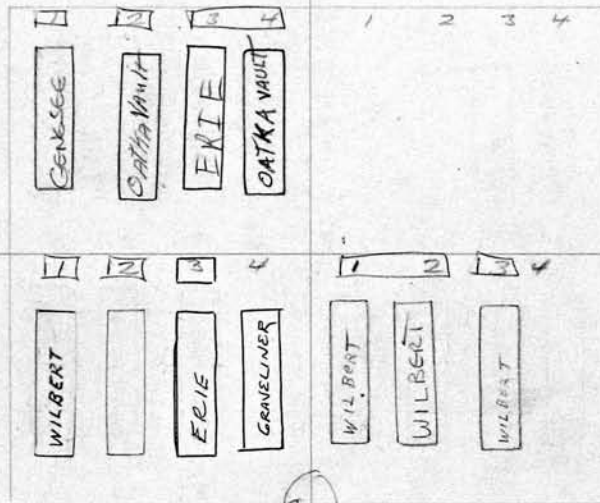 1 2 3 4
GENESEE
OATKA VAULT
ERIE
OATKA VAULT
1 2 3 4
1 2 3 4
WILBERT
ERIE
GRAVELINER
1 2 3 4
WILBERT
WILBERT
WILBERT